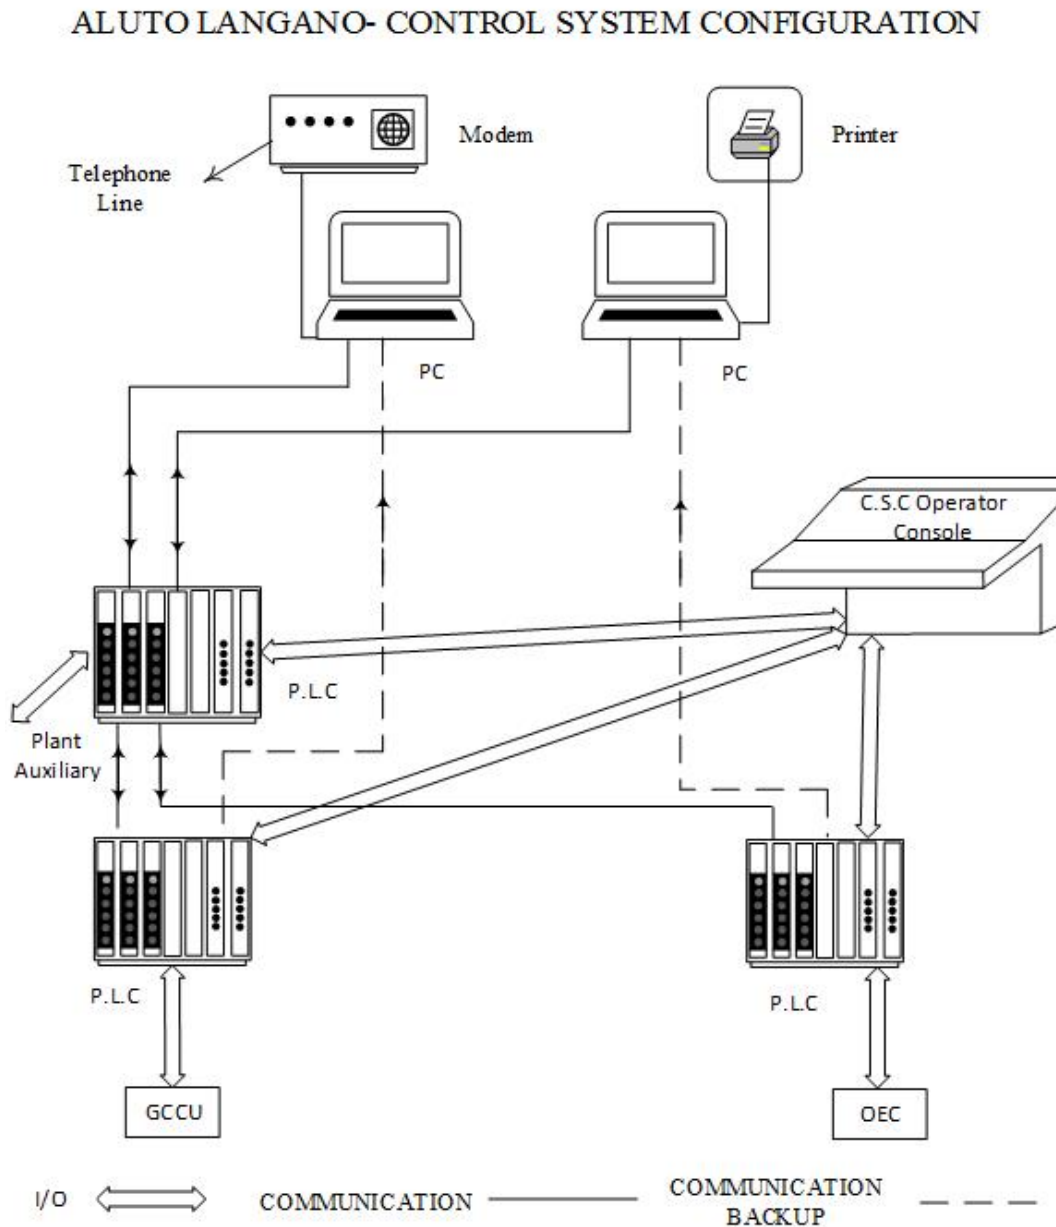 ALUTO LANGANO- CONTROL SYSTEM CONFIGURATION
Modem
Printer
Telephone
Line
PC
PC
C.S.C Operator
Console
P.L.C
Plant
Auxiliary
P.L.C
P.L.C
GCCU
OEC
I/O
COMMUNICATION
COMMUNICATION
BACKUP